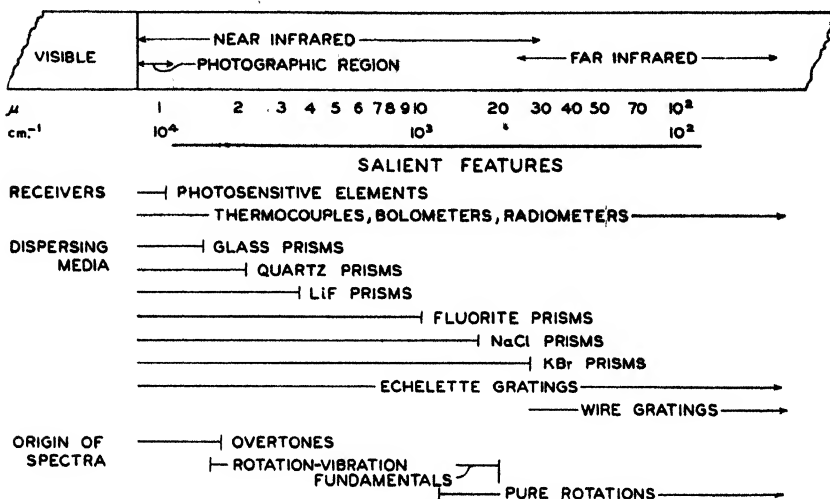 VISIBLE
NEAR INFRARED
PHOTOGRAPHIC REGION
FAR INFRARED
μ 1 2 3 4 5 6 7 8 9 10 20 30 40 50 70 10²
cm.⁻¹ 10⁴ 10³ 10²
SALIENT FEATURES
RECEIVERS PHOTOSENSITIVE ELEMENTS
THERMOCOUPLES, BOLOMETERS, RADIOMETERS
DISPERSING MEDIA
GLASS PRISMS
QUARTZ PRISMS
LiF PRISMS
FLUORITE PRISMS
NaCl PRISMS
KBr PRISMS
ECHELETTE GRATINGS
WIRE GRATINGS
ORIGIN OF SPECTRA
OVERTONES
ROTATION-VIBRATION
FUNDAMENTALS
PURE ROTATIONS